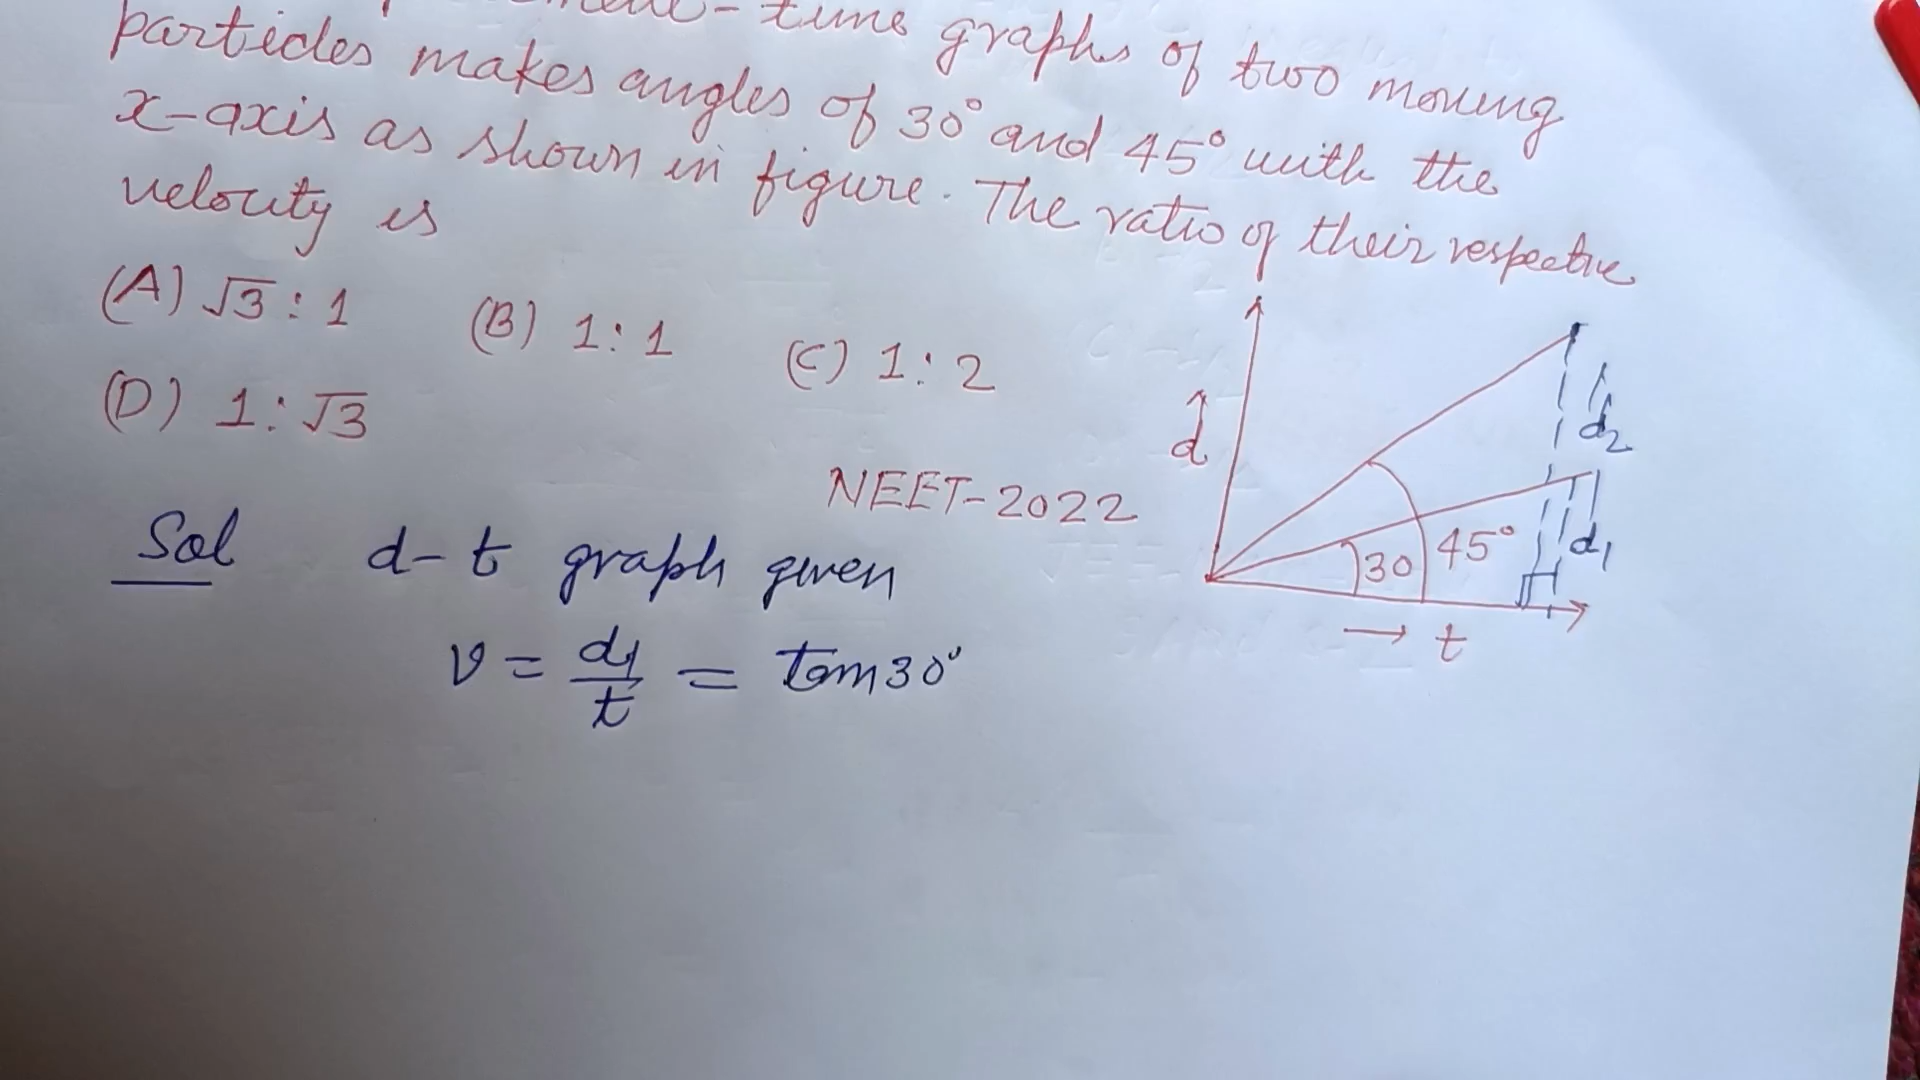 - time graphs of two moving
particles makes angles of 30° and 45° with the
x-axis as shown in figure. The ratio of their respective
velocity is
(A) √3 : 1 (B) 1 : 1 (C) 1 : 2
(D) 1 : √3
NEET-2022
d
d2
45°
30
d1
→ t
Sol d-t graph given
v = d1/t = tan30°